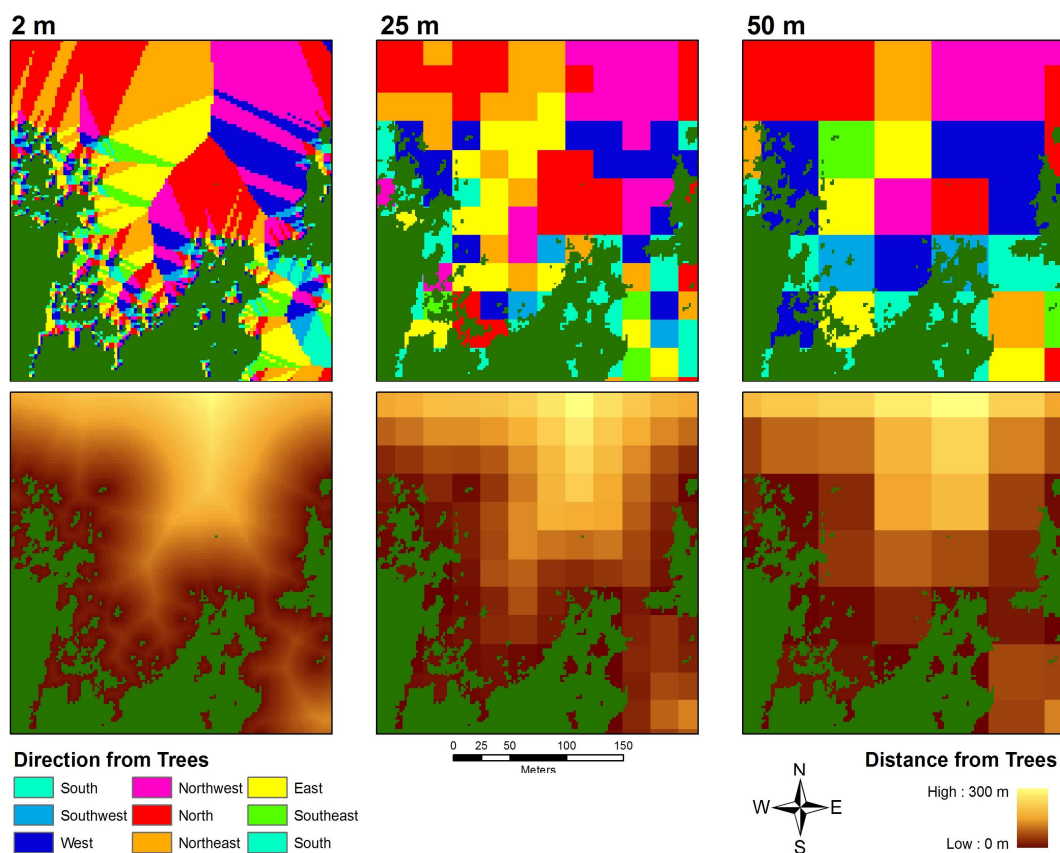 2 m
25 m
50 m
Direction from Trees
South
Northwest
East
Southwest
North
Southeast
West
Northeast
South
0 25 50 100 150
Meters
N
W E
S
Distance from Trees
High : 300 m
Low : 0 m